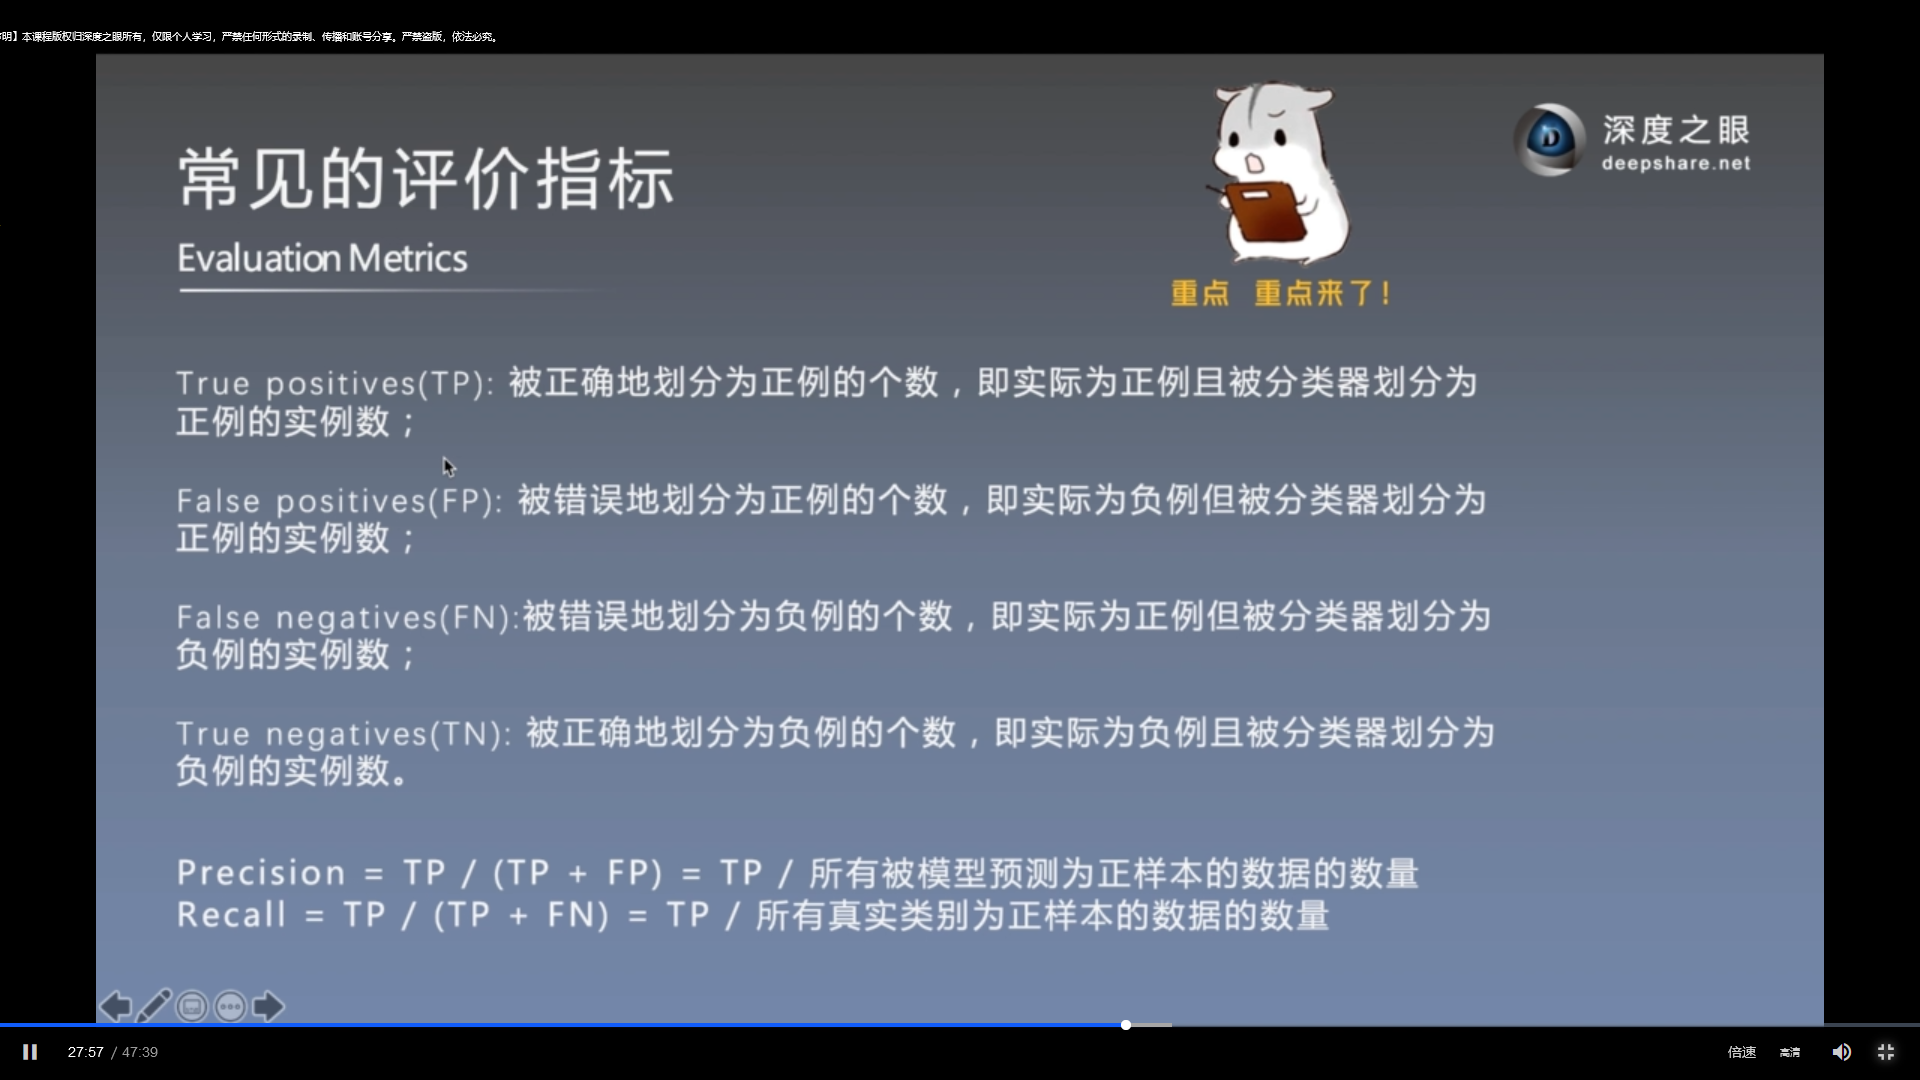 明】本课程版权归深度之眼所有，仅限个人学习，严禁任何形式的录制、传播和账号分享。严禁盗版，依法必究。
深度之眼
deepshare.net
常见的评价指标
Evaluation Metrics
重点 重点来了！
True positives(TP): 被正确地划分为正例的个数，即实际为正例且被分类器划分为
正例的实例数；
False positives(FP): 被错误地划分为正例的个数，即实际为负例但被分类器划分为
正例的实例数；
False negatives(FN):被错误地划分为负例的个数，即实际为正例但被分类器划分为
负例的实例数；
True negatives(TN): 被正确地划分为负例的个数，即实际为负例且被分类器划分为
负例的实例数。
Precision = TP / (TP + FP) = TP / 所有被模型预测为正样本的数据的数量
Recall = TP / (TP + FN) = TP / 所有真实类别为正样本的数据的数量
27:57 / 47:39
倍速 高清